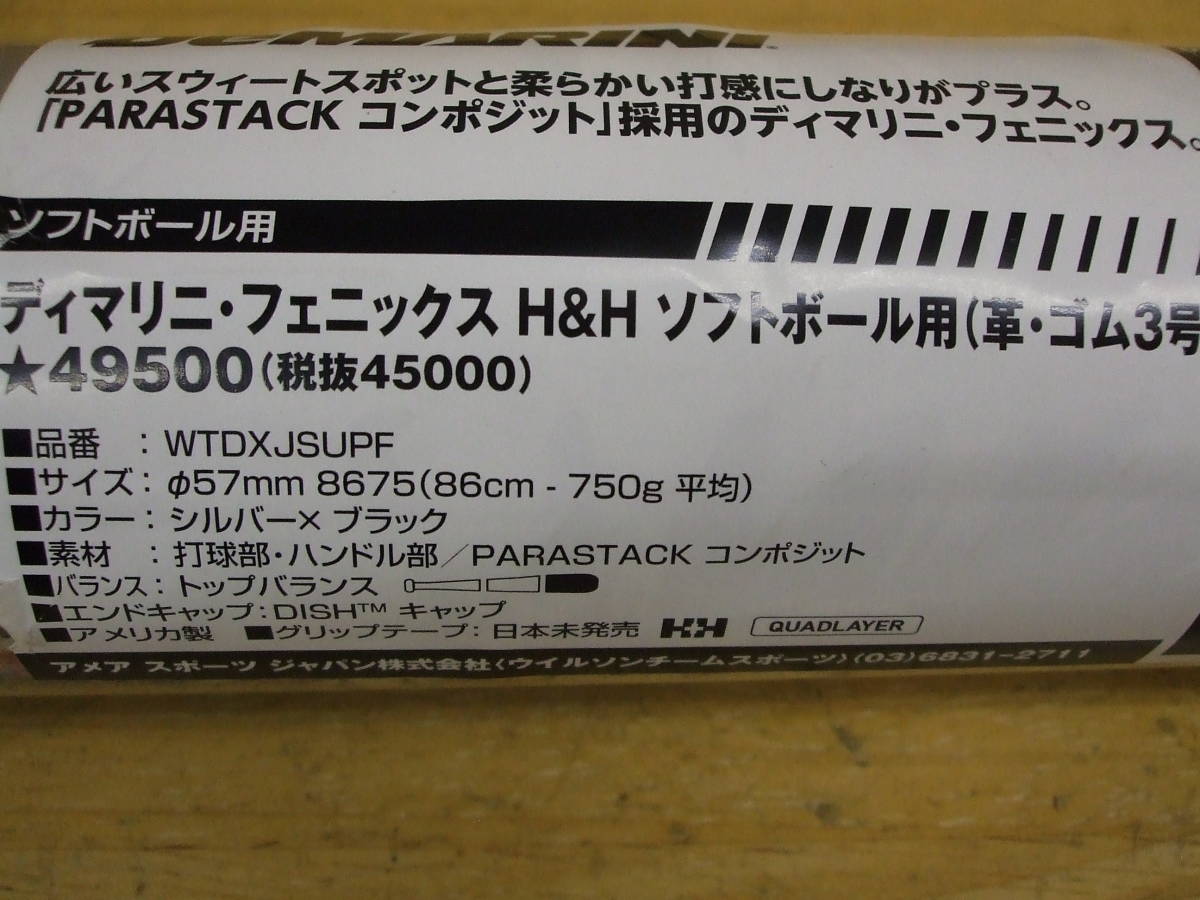 DEMARINI
広いスウィートスポットと柔らかい打感にしなりがプラス。
「PARASTACK コンポジット」採用のディマリニ・フェニックス。
ソフトボール用
ディマリニ・フェニックス H&H ソフトボール用(革・ゴム3号
★49500(税抜45000)
■品番 : WTDXJSUPF
■サイズ : φ57mm 8675(86cm - 750g 平均)
■カラー : シルバー× ブラック
■素材 : 打球部・ハンドル部/PARASTACK コンポジット
■バランス : トップバランス
■エンドキャップ : DISH™ キャップ
■アメリカ製 ■グリップテープ : 日本未発売 H&H QUADLAYER
アメア スポーツ ジャパン株式会社〈ウイルソンチームスポーツ〉(03)6831-2711